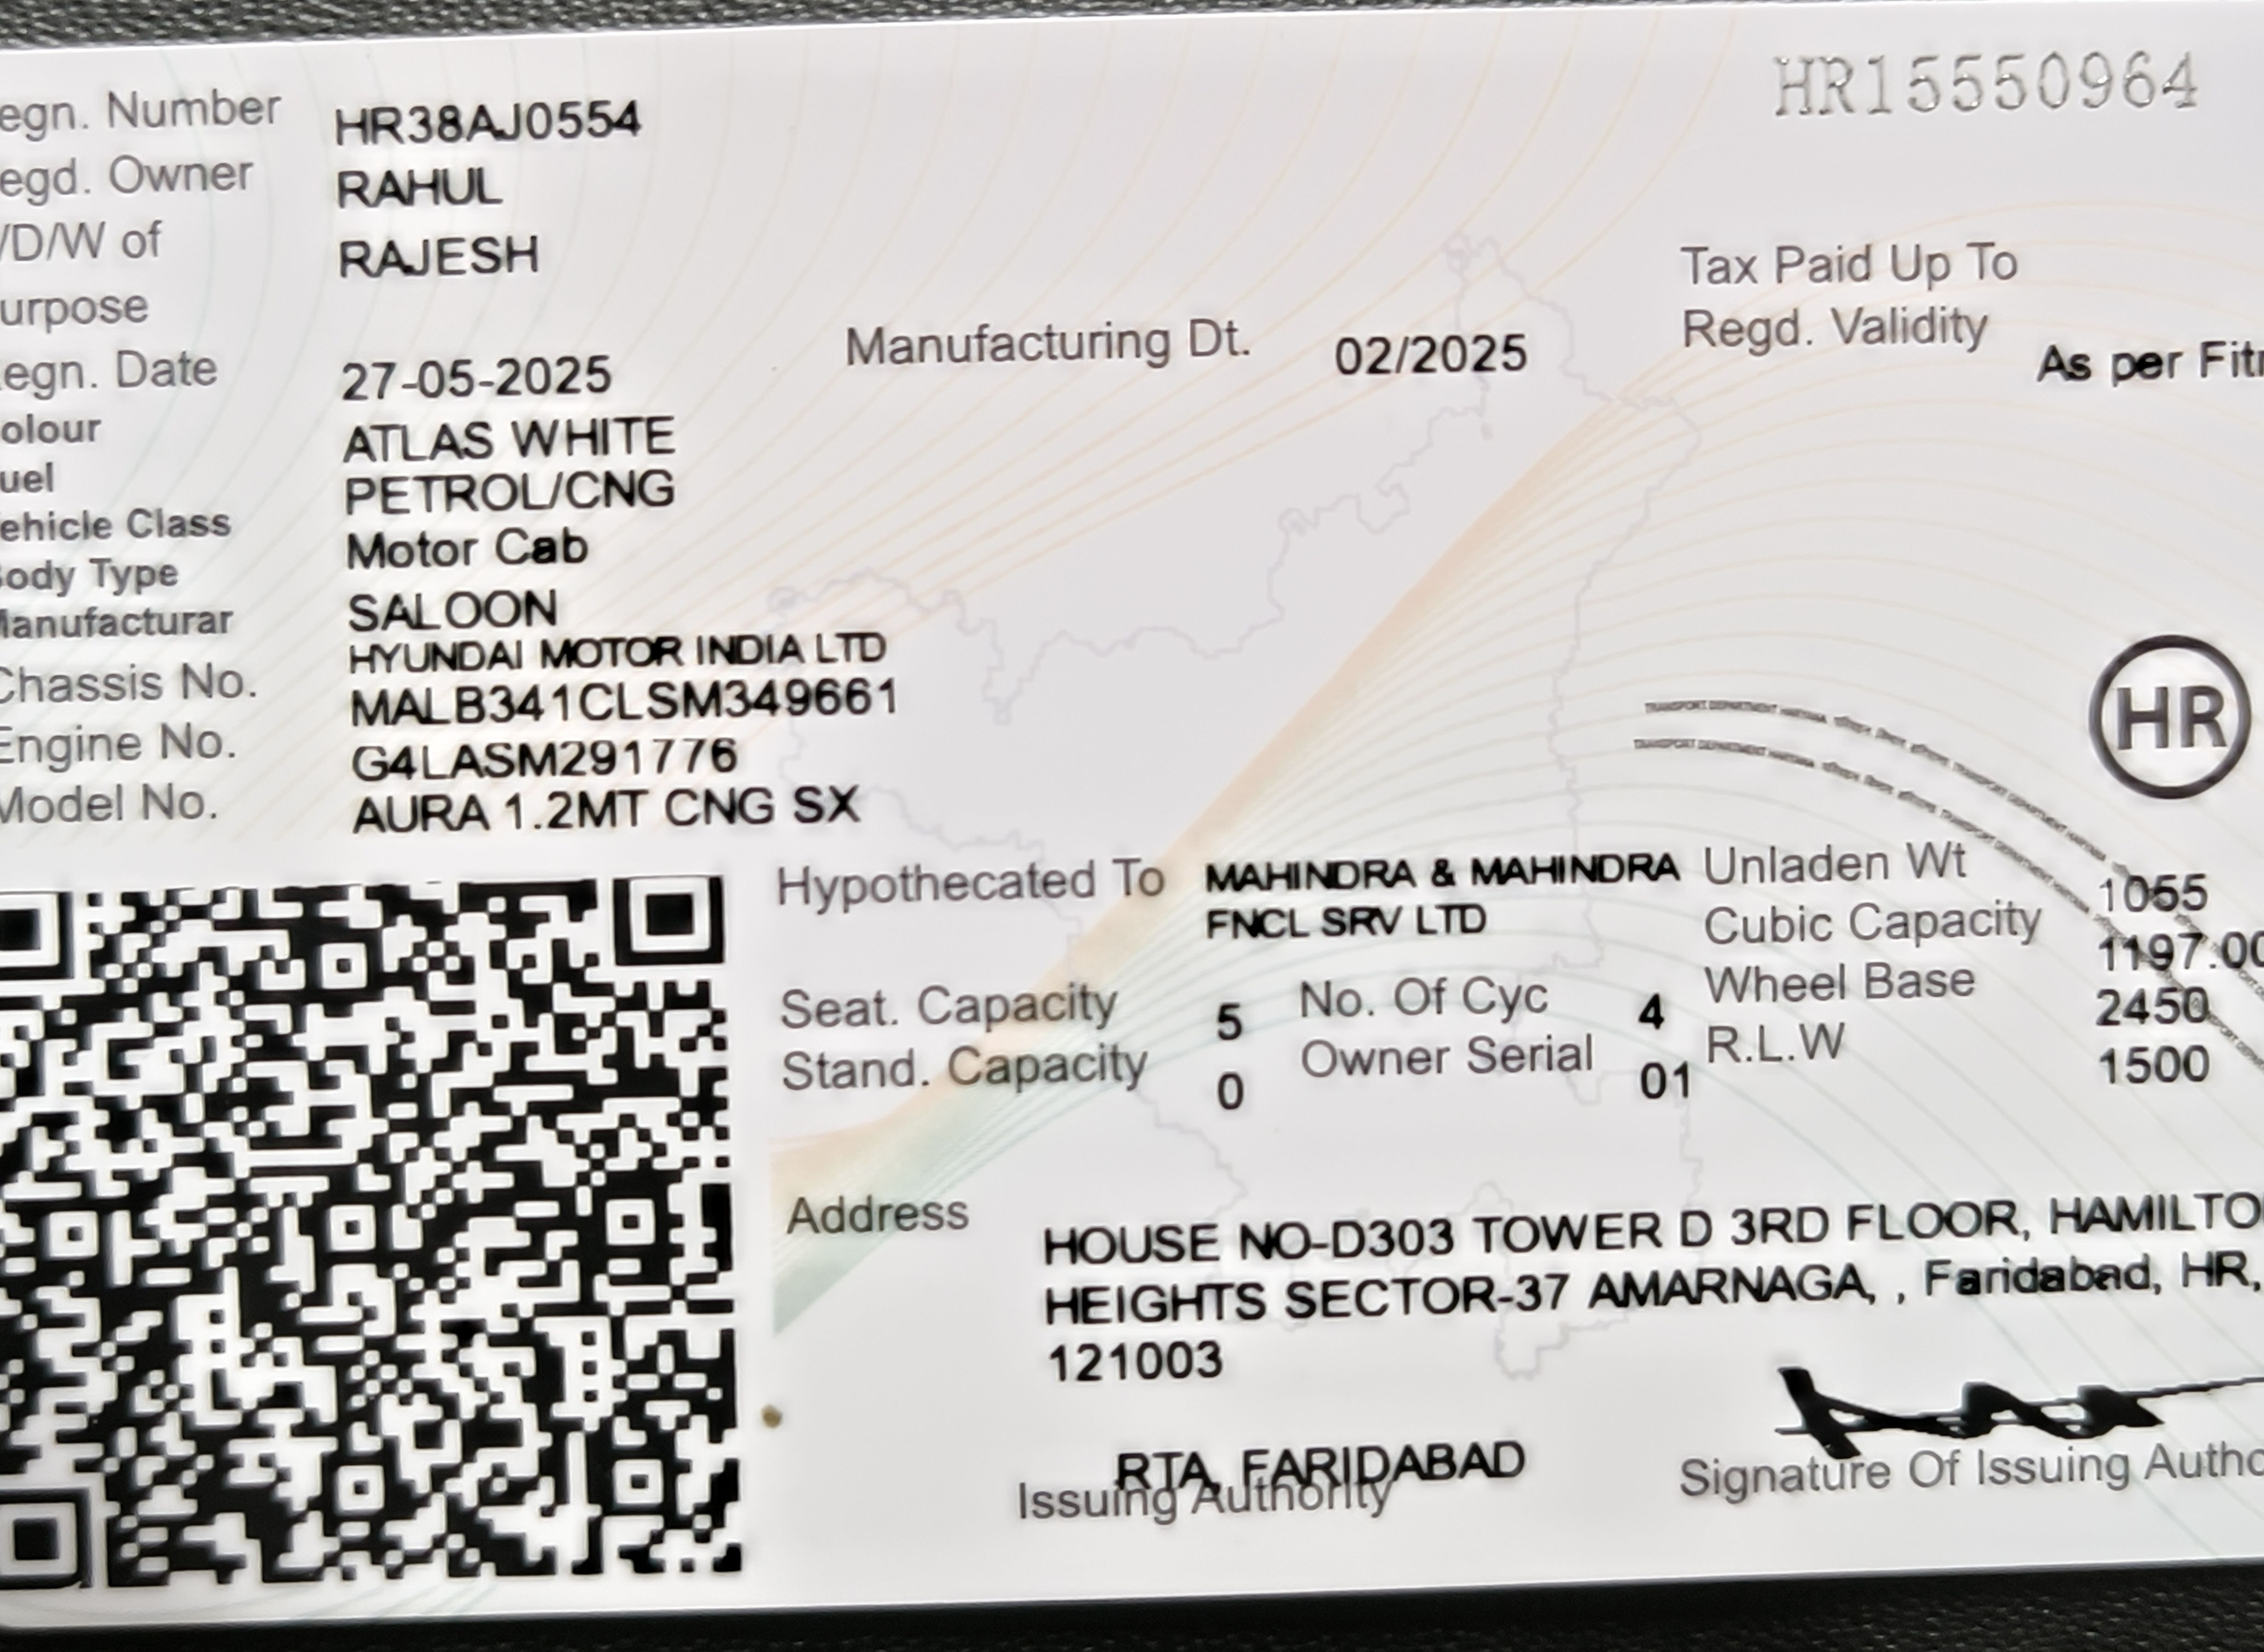 HR15550964
egn. Number HR38AJ0554
egd. Owner RAHUL
/D/W of RAJESH
urpose
Tax Paid Up To
egn. Date 27-05-2025 Manufacturing Dt. 02/2025 Regd. Validity As per Fit
olour ATLAS WHITE
uel PETROL/CNG
ehicle Class Motor Cab
ody Type SALOON
Manufacturar HYUNDAI MOTOR INDIA LTD
Chassis No. MALB341CLSM349661
Engine No. G4LASM291776
Model No. AURA 1.2MT CNG SX
HR
Hypothecated To MAHINDRA & MAHINDRA Unladen Wt 1055
FNCL SRV LTD Cubic Capacity 1197.00
Seat. Capacity 5 No. Of Cyc 4 Wheel Base 2450
Stand. Capacity 0 Owner Serial 01 R.L.W 1500
Address HOUSE NO-D303 TOWER D 3RD FLOOR, HAMILTO
HEIGHTS SECTOR-37 AMARNAGA, , Faridabad, HR,
121003
RTA, FARIDABAD
Issuing Authority Signature Of Issuing Autho